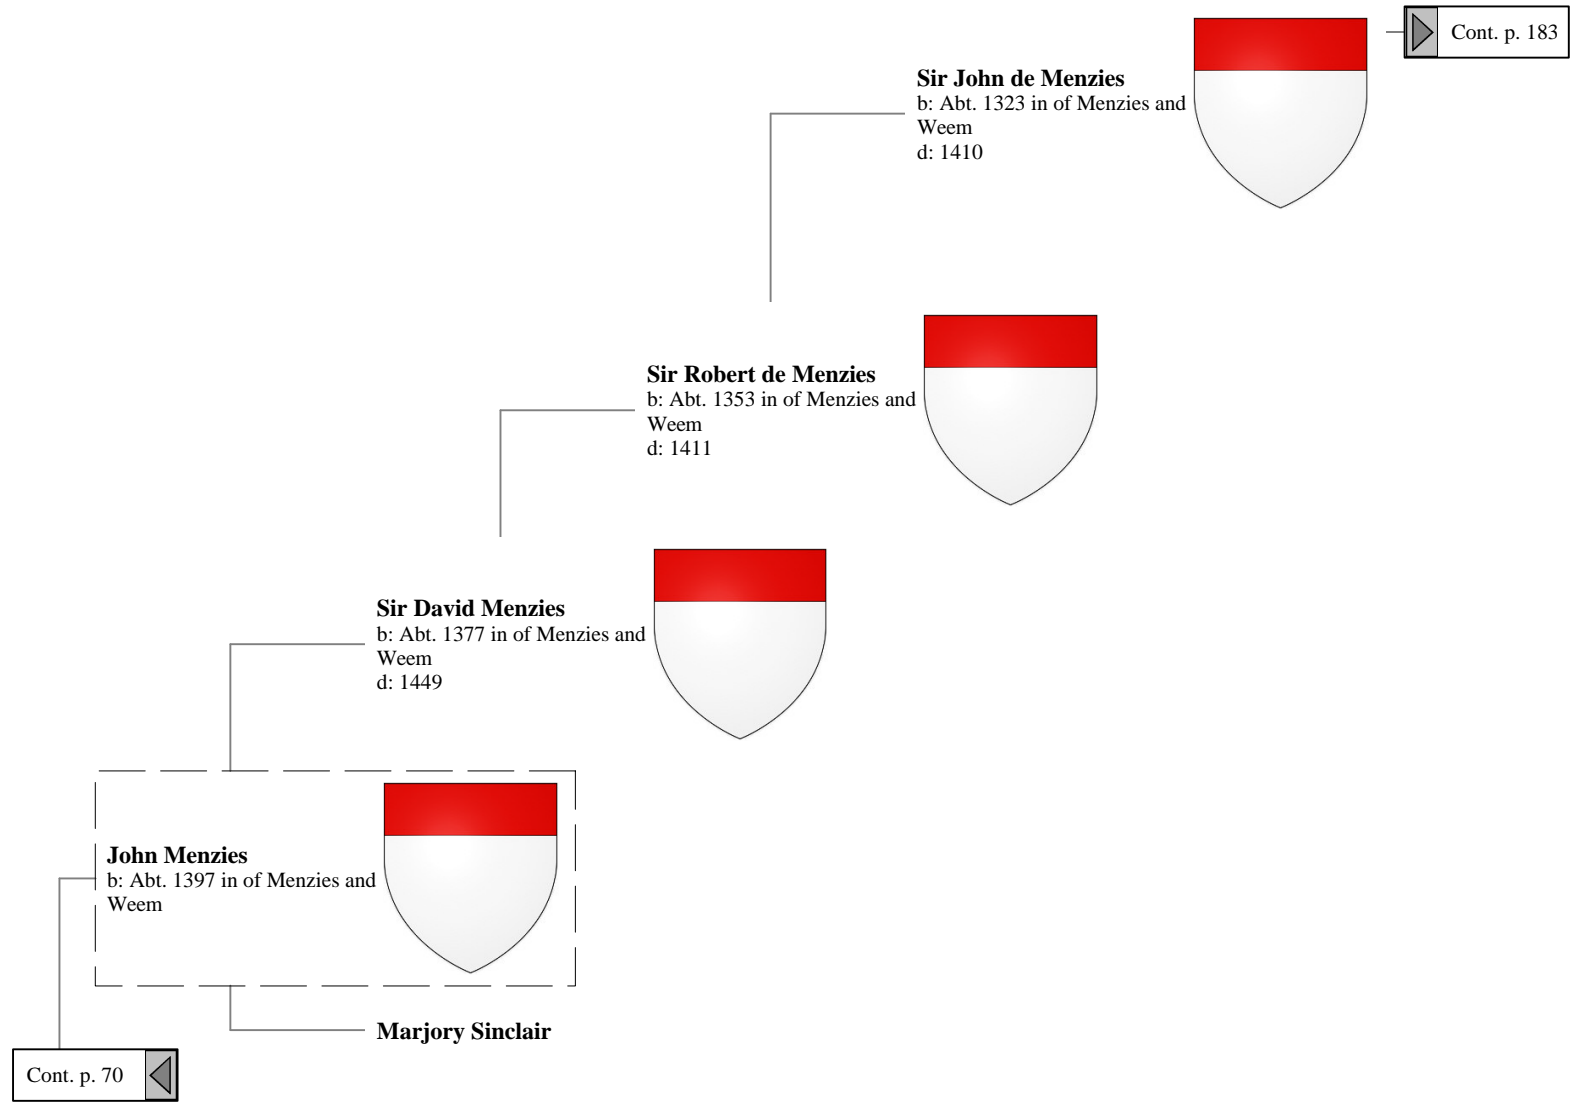 Cont. p. 183
Sir John de Menzies
b: Abt. 1323 in of Menzies and
Weem
d: 1410
Sir Robert de Menzies
b: Abt. 1353 in of Menzies and
Weem
d: 1411
Sir David Menzies
b: Abt. 1377 in of Menzies and
Weem
d: 1449
John Menzies
b: Abt. 1397 in of Menzies and
Weem
Marjory Sinclair
Cont. p. 70